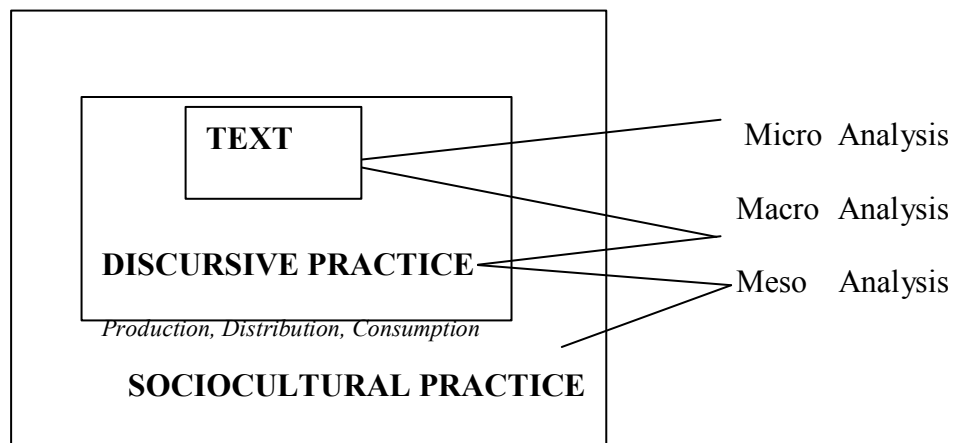 TEXT
Micro Analysis
Macro Analysis
DISCURSIVE PRACTICE
Meso Analysis
Production, Distribution, Consumption
SOCIOCULTURAL PRACTICE